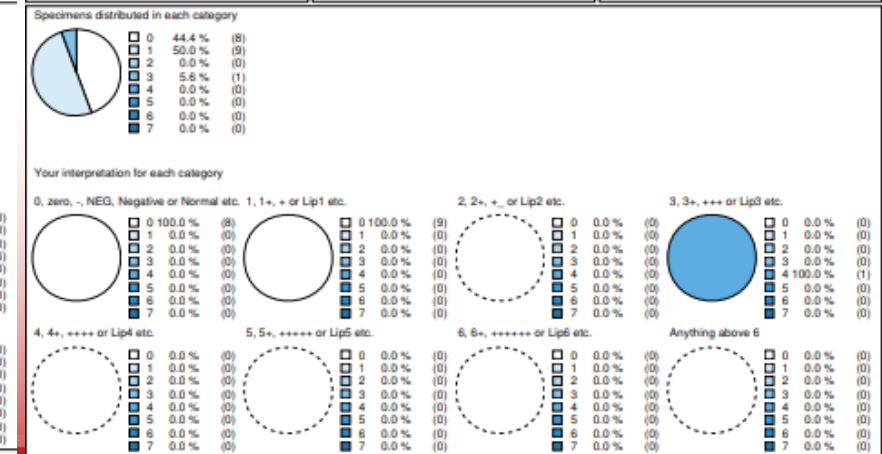 Specimens distributed in each category
0 44.4 % (8)
1 50.0 % (9)
2 0.0 % (0)
3 5.6 % (1)
4 0.0 % (0)
5 0.0 % (0)
6 0.0 % (0)
7 0.0 % (0)
Your interpretation for each category
0, zero, -, NEG, Negative or Normal etc.
0 100.0 % (8)
1 0.0 % (0)
2 0.0 % (0)
3 0.0 % (0)
4 0.0 % (0)
5 0.0 % (0)
6 0.0 % (0)
7 0.0 % (0)
1, 1+, + or Lip1 etc.
0 100.0 % (9)
1 0.0 % (0)
2 0.0 % (0)
3 0.0 % (0)
4 0.0 % (0)
5 0.0 % (0)
6 0.0 % (0)
7 0.0 % (0)
2, 2+, +_ or Lip2 etc.
0 0.0 % (0)
1 0.0 % (0)
2 0.0 % (0)
3 0.0 % (0)
4 0.0 % (0)
5 0.0 % (0)
6 0.0 % (0)
7 0.0 % (0)
3, 3+, +++ or Lip3 etc.
0 0.0 % (0)
1 0.0 % (0)
2 0.0 % (0)
3 0.0 % (0)
4 100.0 % (1)
5 0.0 % (0)
6 0.0 % (0)
7 0.0 % (0)
4, 4+, ++++ or Lip4 etc.
0 0.0 % (0)
1 0.0 % (0)
2 0.0 % (0)
3 0.0 % (0)
4 0.0 % (0)
5 0.0 % (0)
6 0.0 % (0)
7 0.0 % (0)
5, 5+, +++++ or Lip5 etc.
0 0.0 % (0)
1 0.0 % (0)
2 0.0 % (0)
3 0.0 % (0)
4 0.0 % (0)
5 0.0 % (0)
6 0.0 % (0)
7 0.0 % (0)
6, 6+, ++++++ or Lip6 etc.
0 0.0 % (0)
1 0.0 % (0)
2 0.0 % (0)
3 0.0 % (0)
4 0.0 % (0)
5 0.0 % (0)
6 0.0 % (0)
7 0.0 % (0)
Anything above 6
0 0.0 % (0)
1 0.0 % (0)
2 0.0 % (0)
3 0.0 % (0)
4 0.0 % (0)
5 0.0 % (0)
6 0.0 % (0)
7 0.0 % (0)